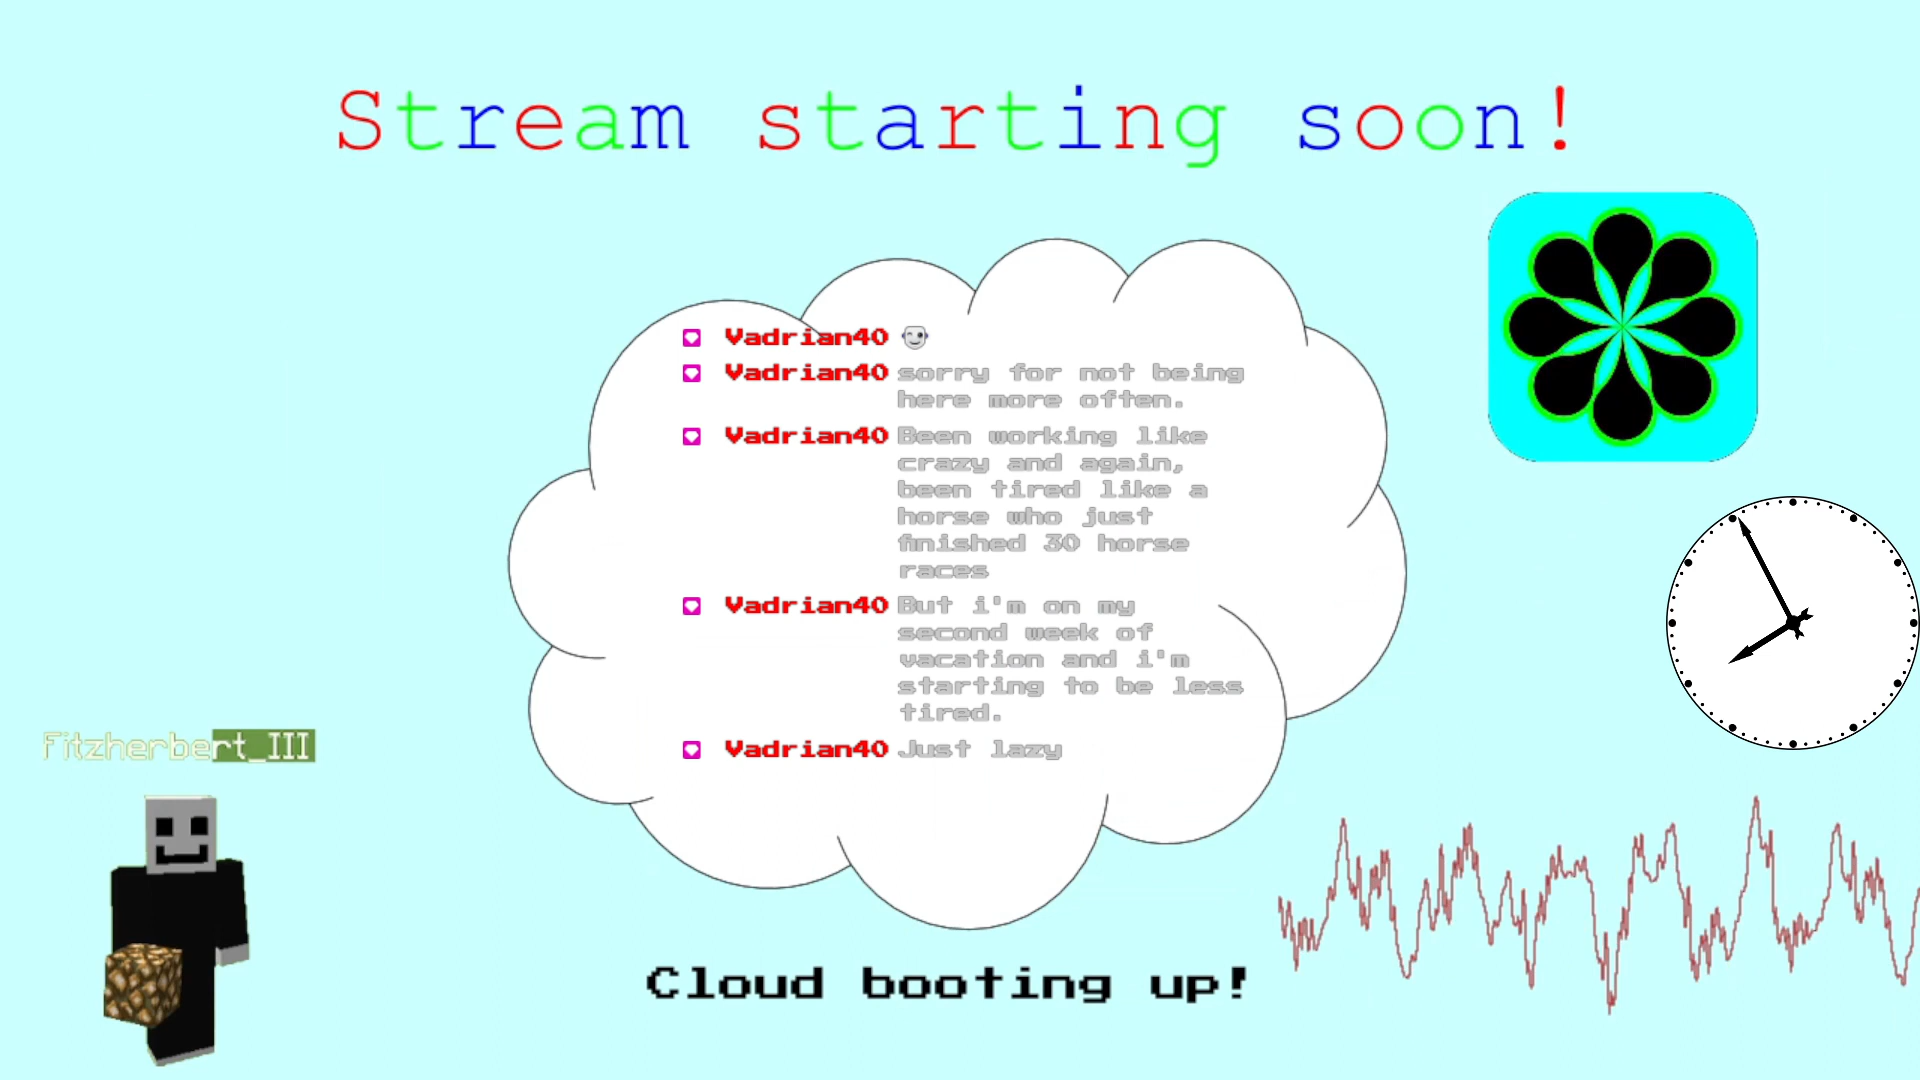 Stream starting soon!
Vadrian40
Vadrian40 sorry for not being
here more often.
Vadrian40 Been working like
crazy and again,
been tired like a
horse who just
finished 30 horse
races
Vadrian40 But i'm on my
second week of
vacation and i'm
starting to be less
tired.
Vadrian40 Just lazy
Fitzherbert_III
Cloud booting up!